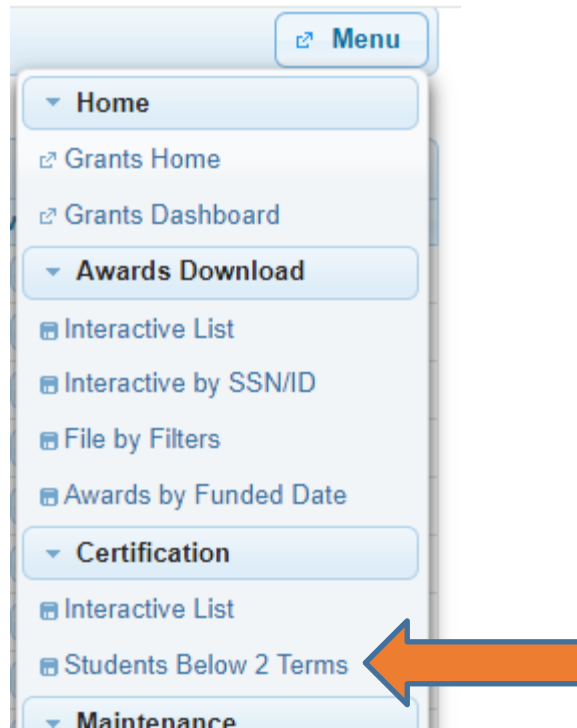 Menu
Home
Grants Home
Grants Dashboard
Awards Download
Interactive List
Interactive by SSN/ID
File by Filters
Awards by Funded Date
Certification
Interactive List
Students Below 2 Terms
Maintenance